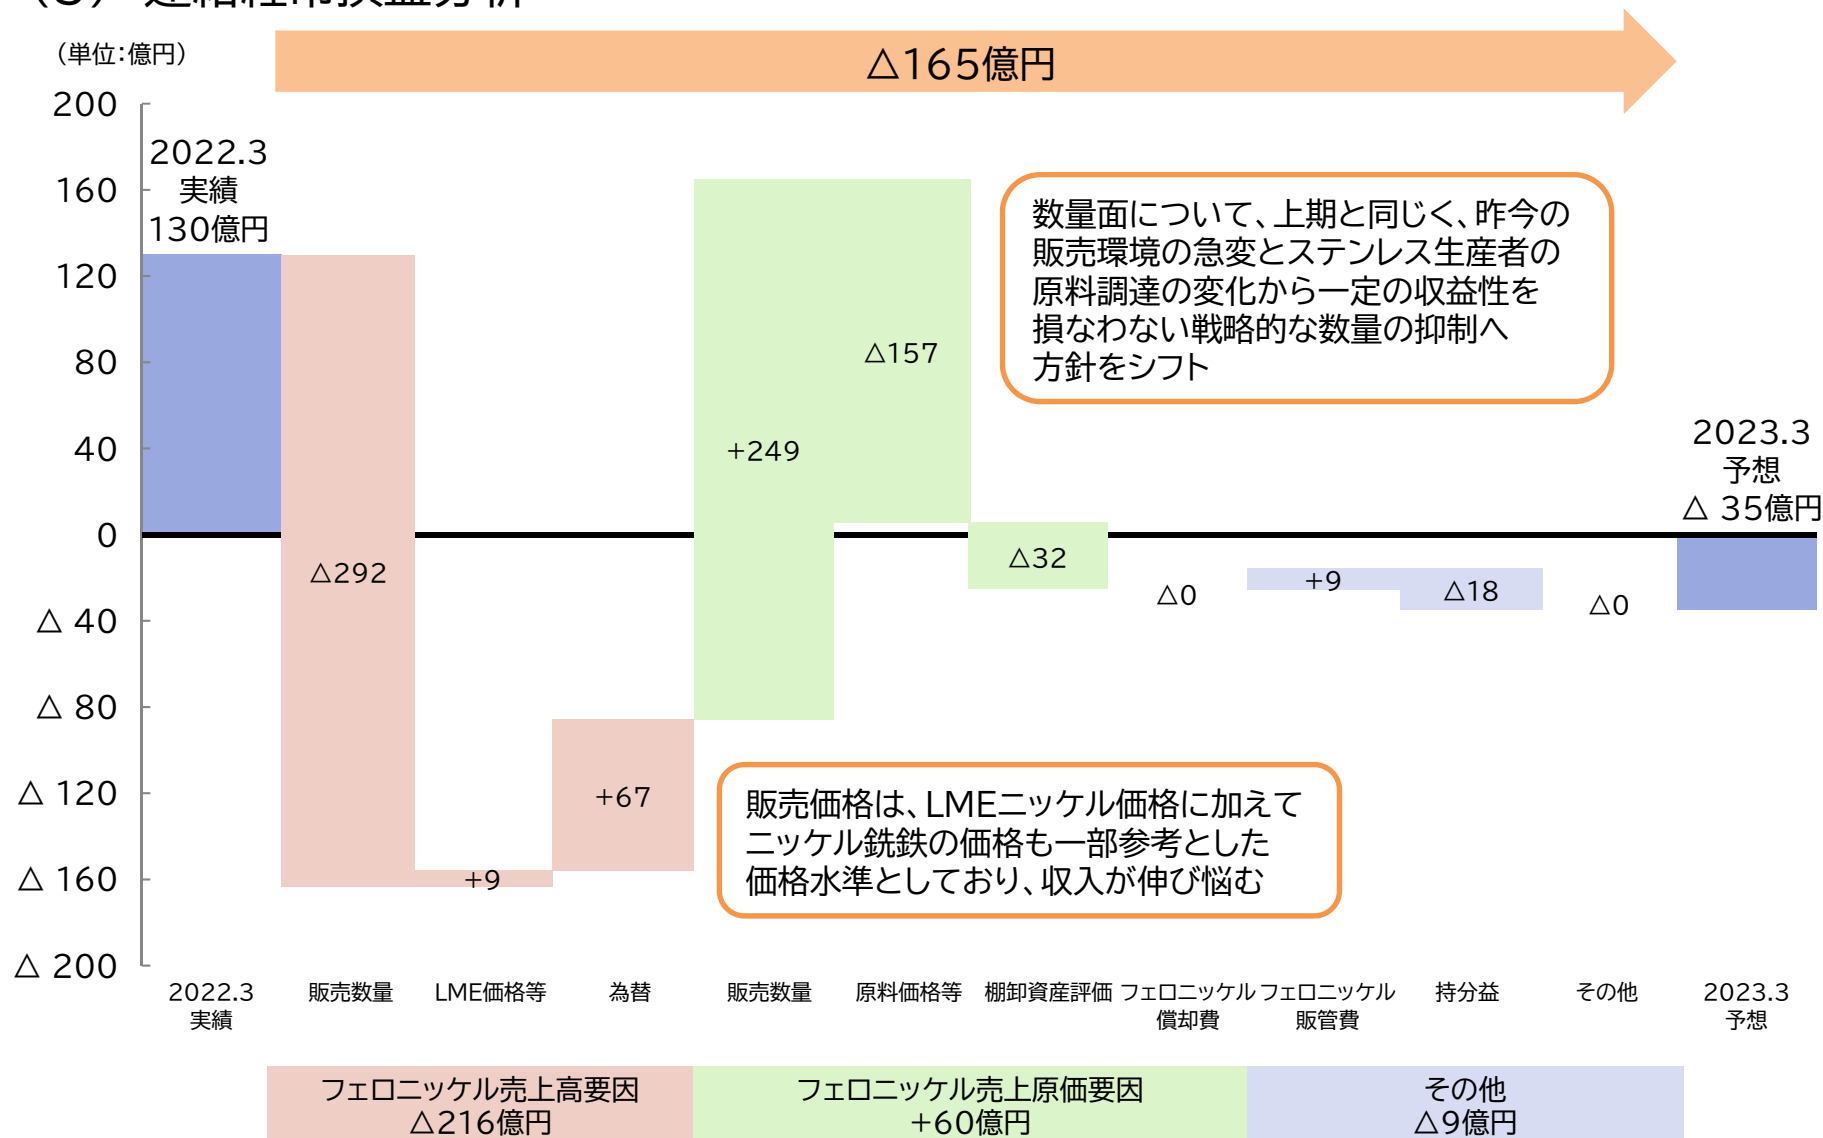 （単位：億円）
△165億円
200
160
120
80
40
0
△ 40
△ 80
△ 120
△ 160
△ 200
2022.3
実績
130億円
△292
+9
+67
+249
△157
△32
△0
+9
△18
△0
2023.3
予想
△ 35億円
数量面について、上期と同じく、昨今の
販売環境の急変とステンレス生産者の
原料調達の変化から一定の収益性を
損なわない戦略的な数量の抑制へ
方針をシフト
販売価格は、LMEニッケル価格に加えて
ニッケル銑鉄の価格も一部参考とした
価格水準としており、収入が伸び悩む
2022.3
実績
販売数量
LME価格等
為替
販売数量
原料価格等
棚卸資産評価
フェロニッケル
償却費
フェロニッケル
販管費
持分益
その他
2023.3
予想
フェロニッケル売上高要因
△216億円
フェロニッケル売上原価要因
+60億円
その他
△9億円